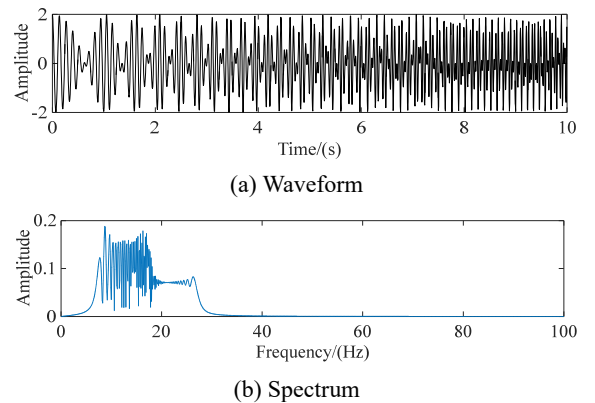 2
0
-2
Amplitude
0 2 4 6 8 10
Time/(s)
(a) Waveform
0.2
0.1
0
Amplitude
0 20 40 60 80 100
Frequency/(Hz)
(b) Spectrum